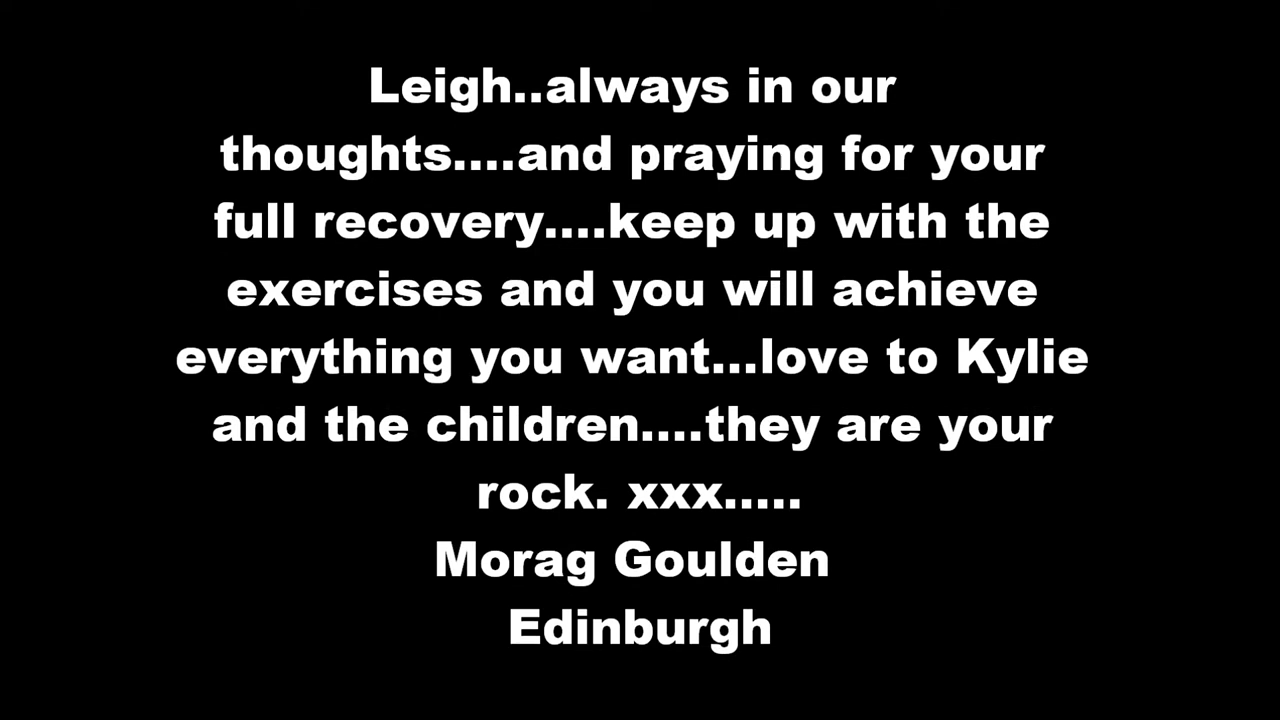 Leigh..always in our
thoughts....and praying for your
full recovery....keep up with the
exercises and you will achieve
everything you want...love to Kylie
and the children....they are your
rock. xxx.....
Morag Goulden
Edinburgh